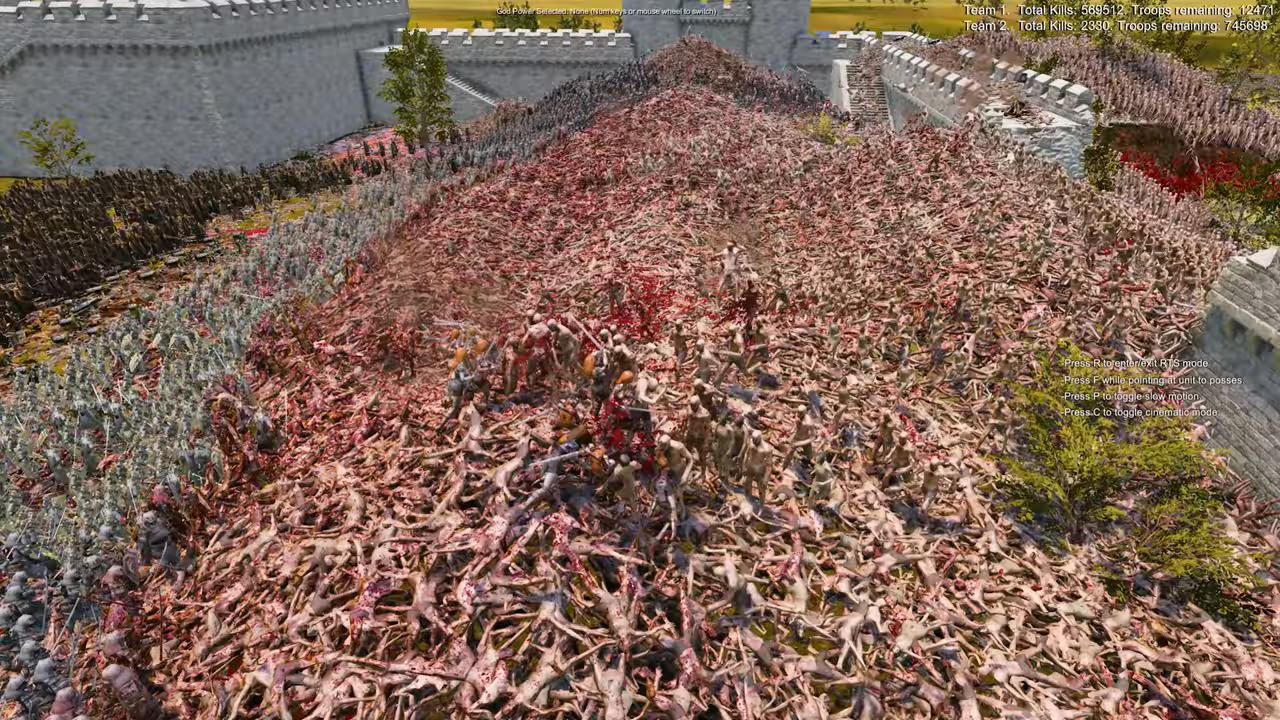 God Power Selected: None (Num keys or mouse wheel to switch)
Team 1. Total Kills: 569512. Troops remaining: 12471
Team 2. Total Kills: 2330. Troops remaining: 745698
Press R to enter/exit RTS mode
Press F while pointing at unit to posses
Press P to toggle slow motion
Press C to toggle cinematic mode